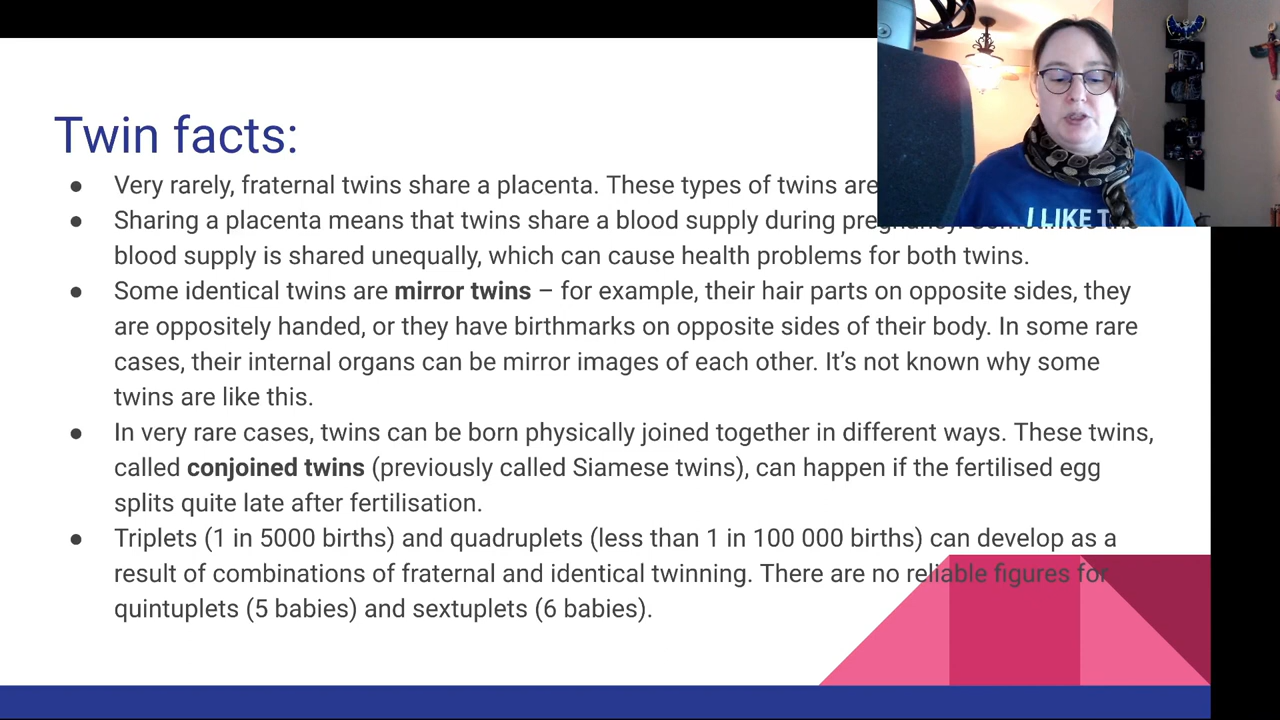 Twin facts:
● Very rarely, fraternal twins share a placenta. These types of twins are
● Sharing a placenta means that twins share a blood supply during pregnancy. Sometimes the
blood supply is shared unequally, which can cause health problems for both twins.
● Some identical twins are mirror twins – for example, their hair parts on opposite sides, they
are oppositely handed, or they have birthmarks on opposite sides of their body. In some rare
cases, their internal organs can be mirror images of each other. It’s not known why some
twins are like this.
● In very rare cases, twins can be born physically joined together in different ways. These twins,
called conjoined twins (previously called Siamese twins), can happen if the fertilised egg
splits quite late after fertilisation.
● Triplets (1 in 5000 births) and quadruplets (less than 1 in 100 000 births) can develop as a
result of combinations of fraternal and identical twinning. There are no reliable figures for
quintuplets (5 babies) and sextuplets (6 babies).
I LIKE